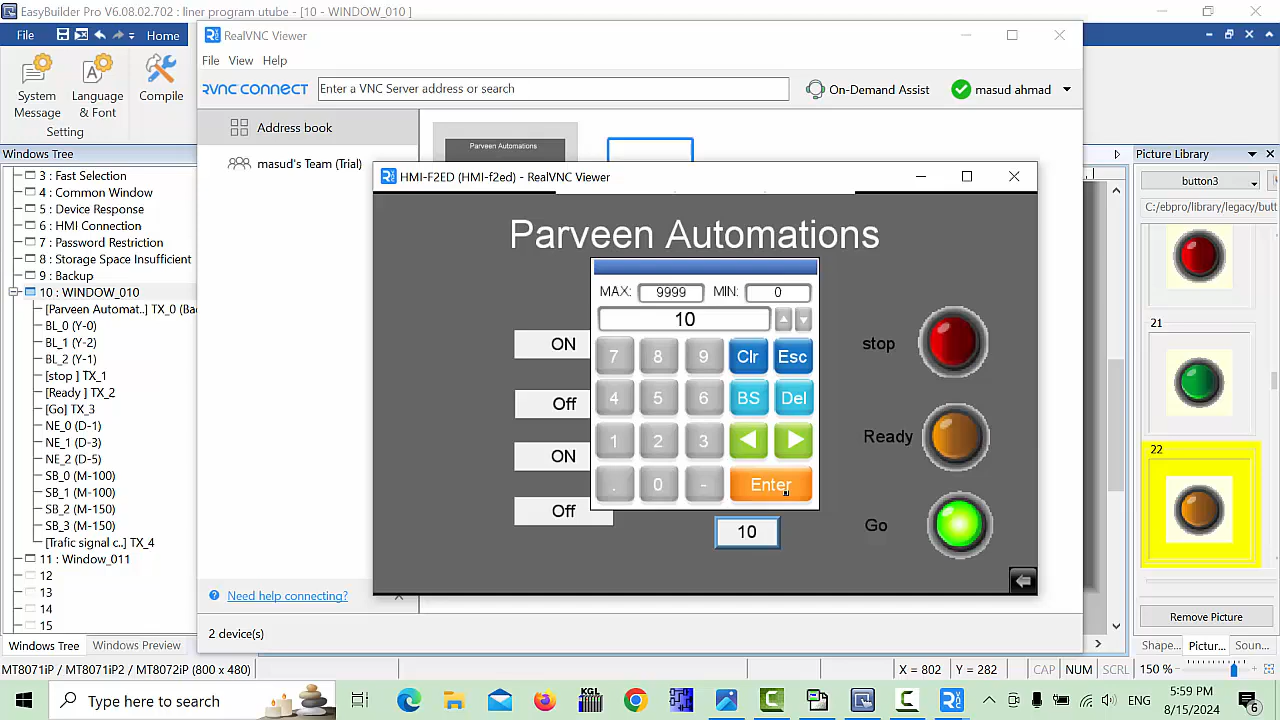 EasyBuilder Pro V6.08.02.702 : liner program utube - [10 - WINDOW_010 ]
File
Home
System Message
Language & Font
Compile
Setting
Windows Tree
3 : Fast Selection
4 : Common Window
5 : Device Response
6 : HMI Connection
7 : Password Restriction
8 : Storage Space Insufficient
9 : Backup
10 : WINDOW_010
[Parveen Automat..] TX_0 (Ba
BL_0 (Y-0)
BL_1 (Y-2)
BL_2 (Y-1)
[stop ] TX_1
[Ready ] TX_2
[Go] TX_3
NE_0 (D-1)
NE_1 (D-3)
NE_2 (D-5)
SB_0 (M-100)
SB_1 (M-100)
SB_2 (M-150)
SB_3 (M-150)
[Trafic signal c..] TX_4
11 : Window_011
12
13
14
15
Windows Tree
Windows Preview
RealVNC Viewer
File View Help
RVNC CONNECT
Enter a VNC Server address or search
On-Demand Assist
masud ahmad
Address book
masud's Team (Trial)
Parveen Automations
HMI-F2ED (HMI-f2ed) - RealVNC Viewer
Parveen Automations
MAX: 9999 MIN: 0
10
7 8 9 Clr Esc
4 5 6 BS Del
1 2 3
. 0 - Enter
ON
Off
ON
Off
10
stop
Ready
Go
Need help connecting?
2 device(s)
Picture Library
button3
C:/ebpro/library/legacy/butt
21
22
Remove Picture
Shape...
Pictur...
Soun...
MT8071iP / MT8071iP2 / MT8072iP (800 x 480)
X = 802 Y = 282 CAP NUM SCRL 150 %
Type here to search
KGL
ENG
5:59 PM
8/15/2024
6